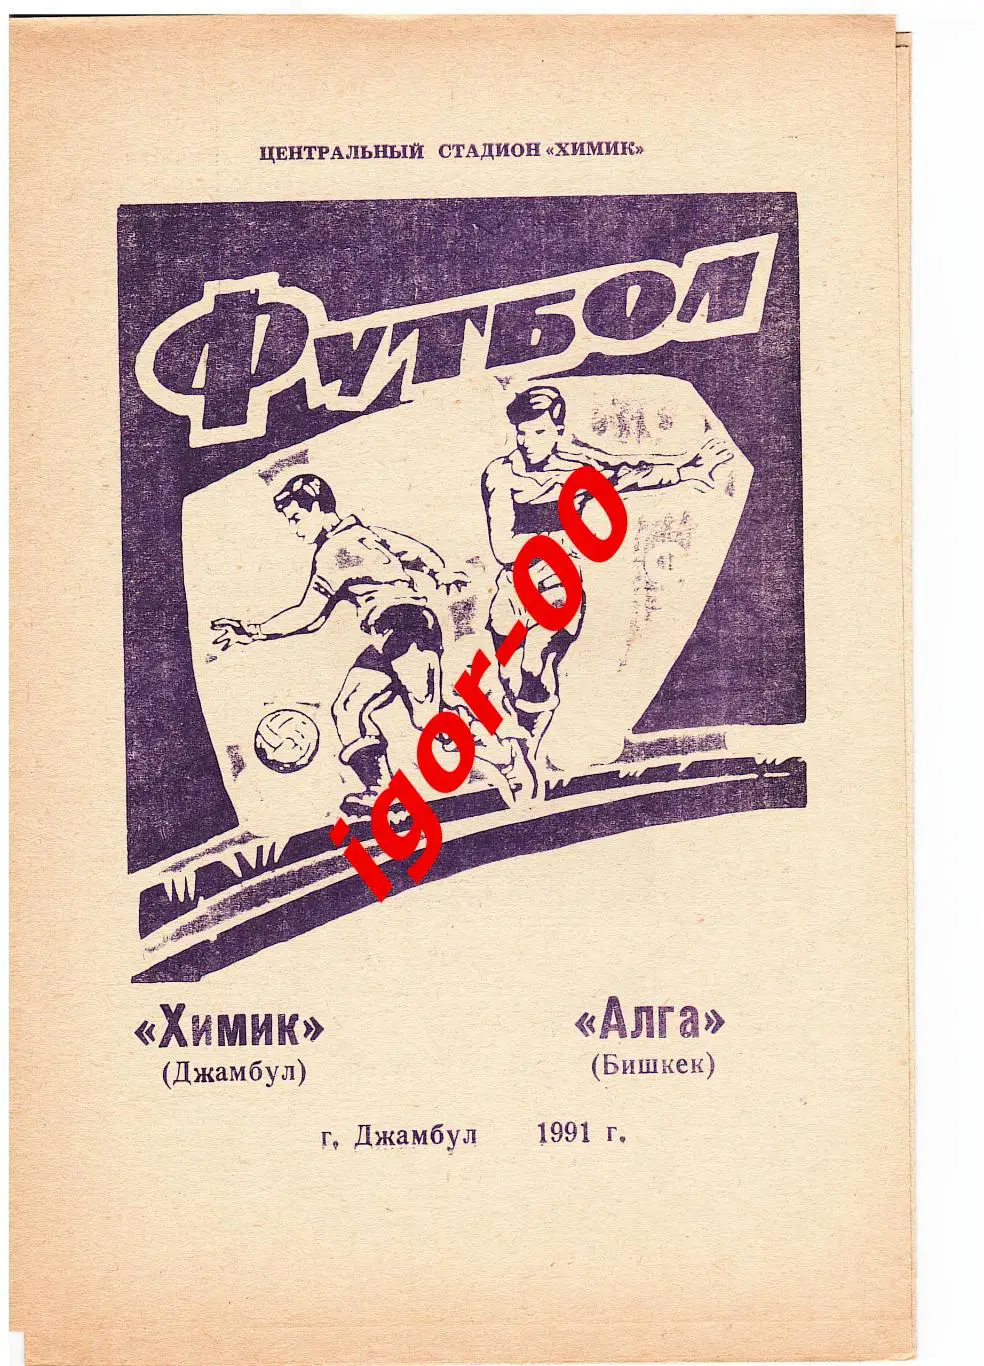 ЦЕНТРАЛЬНЫЙ СТАДИОН «ХИМИК»
ФУТБОЛ
igor-00
«Химик» «Алга»
(Джамбул) (Бишкек)
г. Джамбул 1991 г.